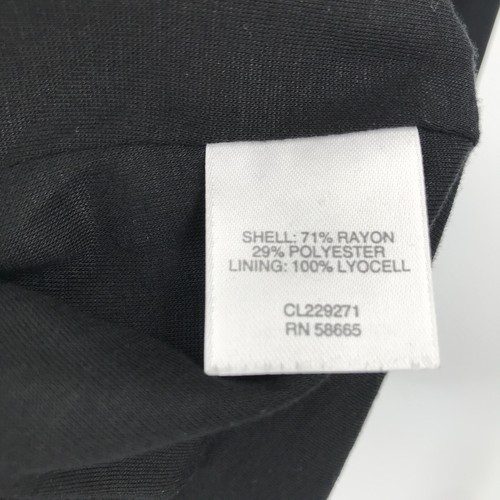 SHELL: 71% RAYON
29% POLYESTER
LINING: 100% LYOCELL
CL229271
RN 58665